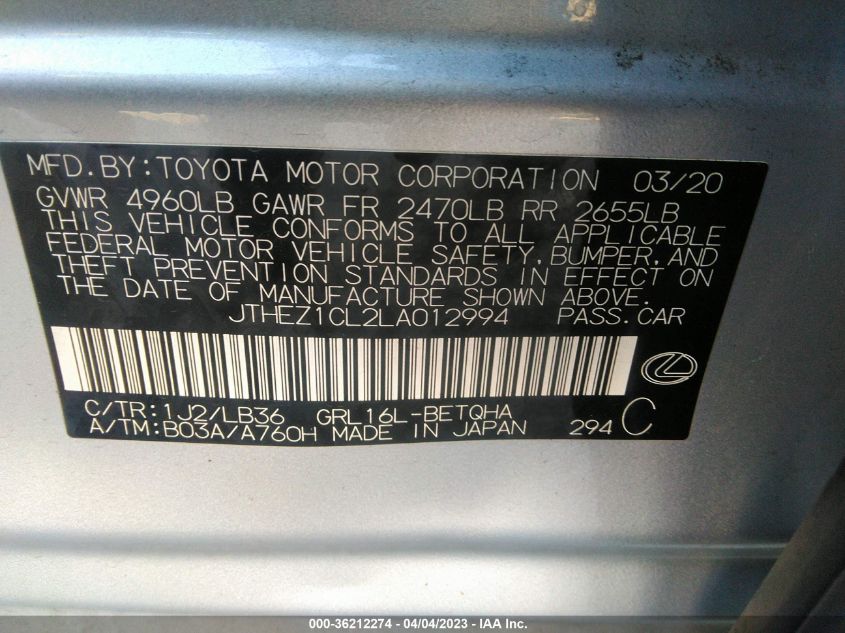 MFD.BY:TOYOTA MOTOR CORPORATION 03/20
GVWR 4960LB GAWR FR 2470LB RR 2655LB
THIS VEHICLE CONFORMS TO ALL APPLICABLE
FEDERAL MOTOR VEHICLE SAFETY,BUMPER,AND
THEFT PREVENTION STANDARDS IN EFFECT ON
THE DATE OF MANUFACTURE SHOWN ABOVE.
JTHEZ1CL2LA012994 PASS.CAR
C/TR:1J2/LB36 GRL16L-BETQHA
A/TM:B03A/A760H MADE IN JAPAN 294 C
000-36212274 - 04/04/2023 - IAA Inc.